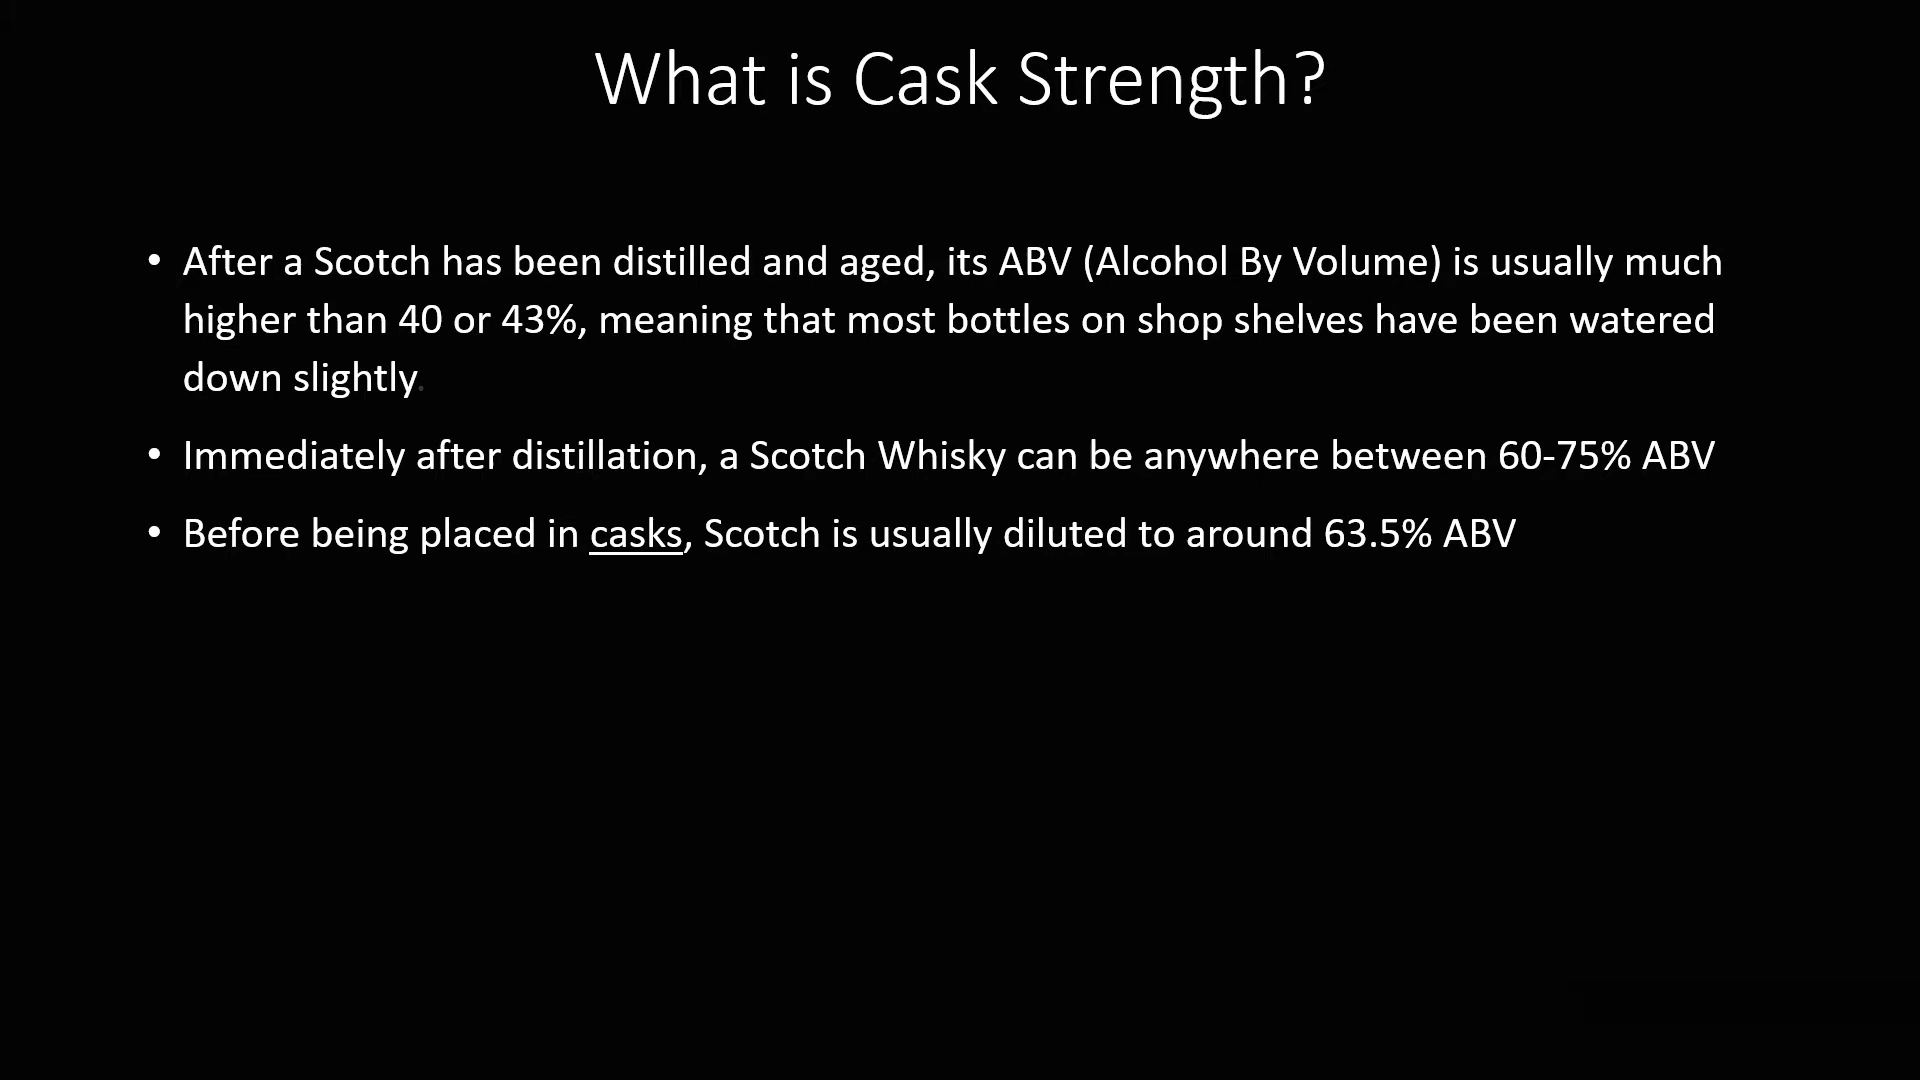 What is Cask Strength?
• After a Scotch has been distilled and aged, its ABV (Alcohol By Volume) is usually much
higher than 40 or 43%, meaning that most bottles on shop shelves have been watered
down slightly.
• Immediately after distillation, a Scotch Whisky can be anywhere between 60-75% ABV
• Before being placed in casks, Scotch is usually diluted to around 63.5% ABV